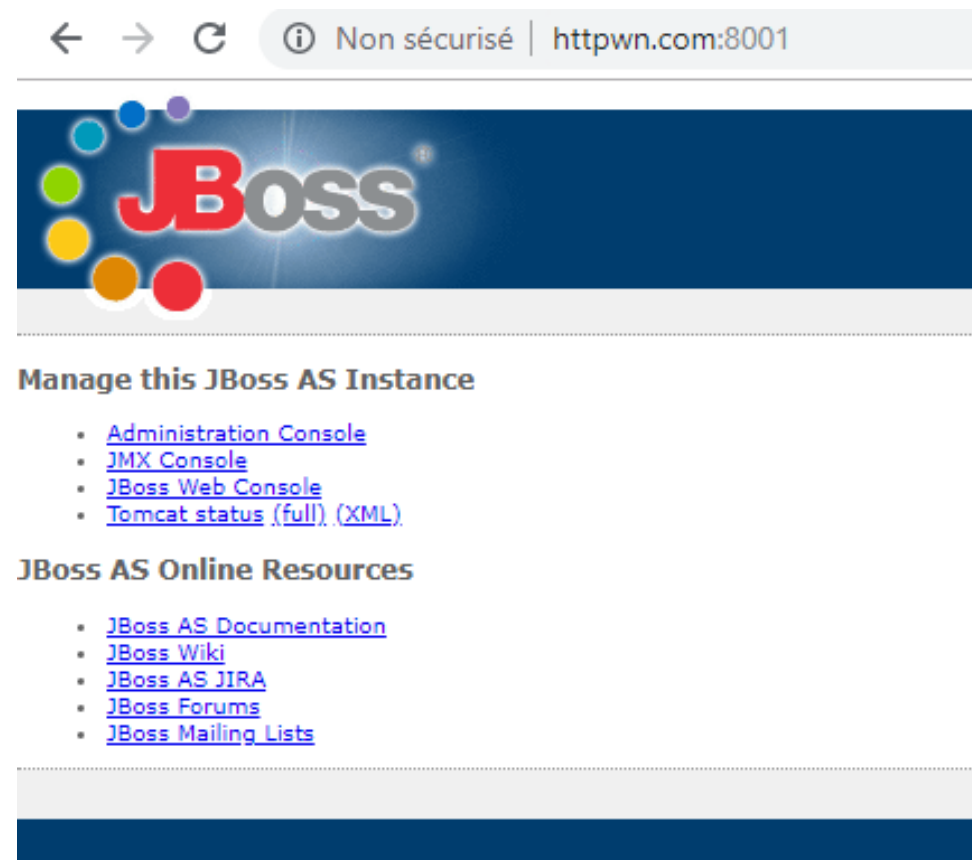 Non sécurisé | httpwn.com:8001
JBoss®
Manage this JBoss AS Instance
Administration Console
JMX Console
JBoss Web Console
Tomcat status (full) (XML)
JBoss AS Online Resources
JBoss AS Documentation
JBoss Wiki
JBoss AS JIRA
JBoss Forums
JBoss Mailing Lists